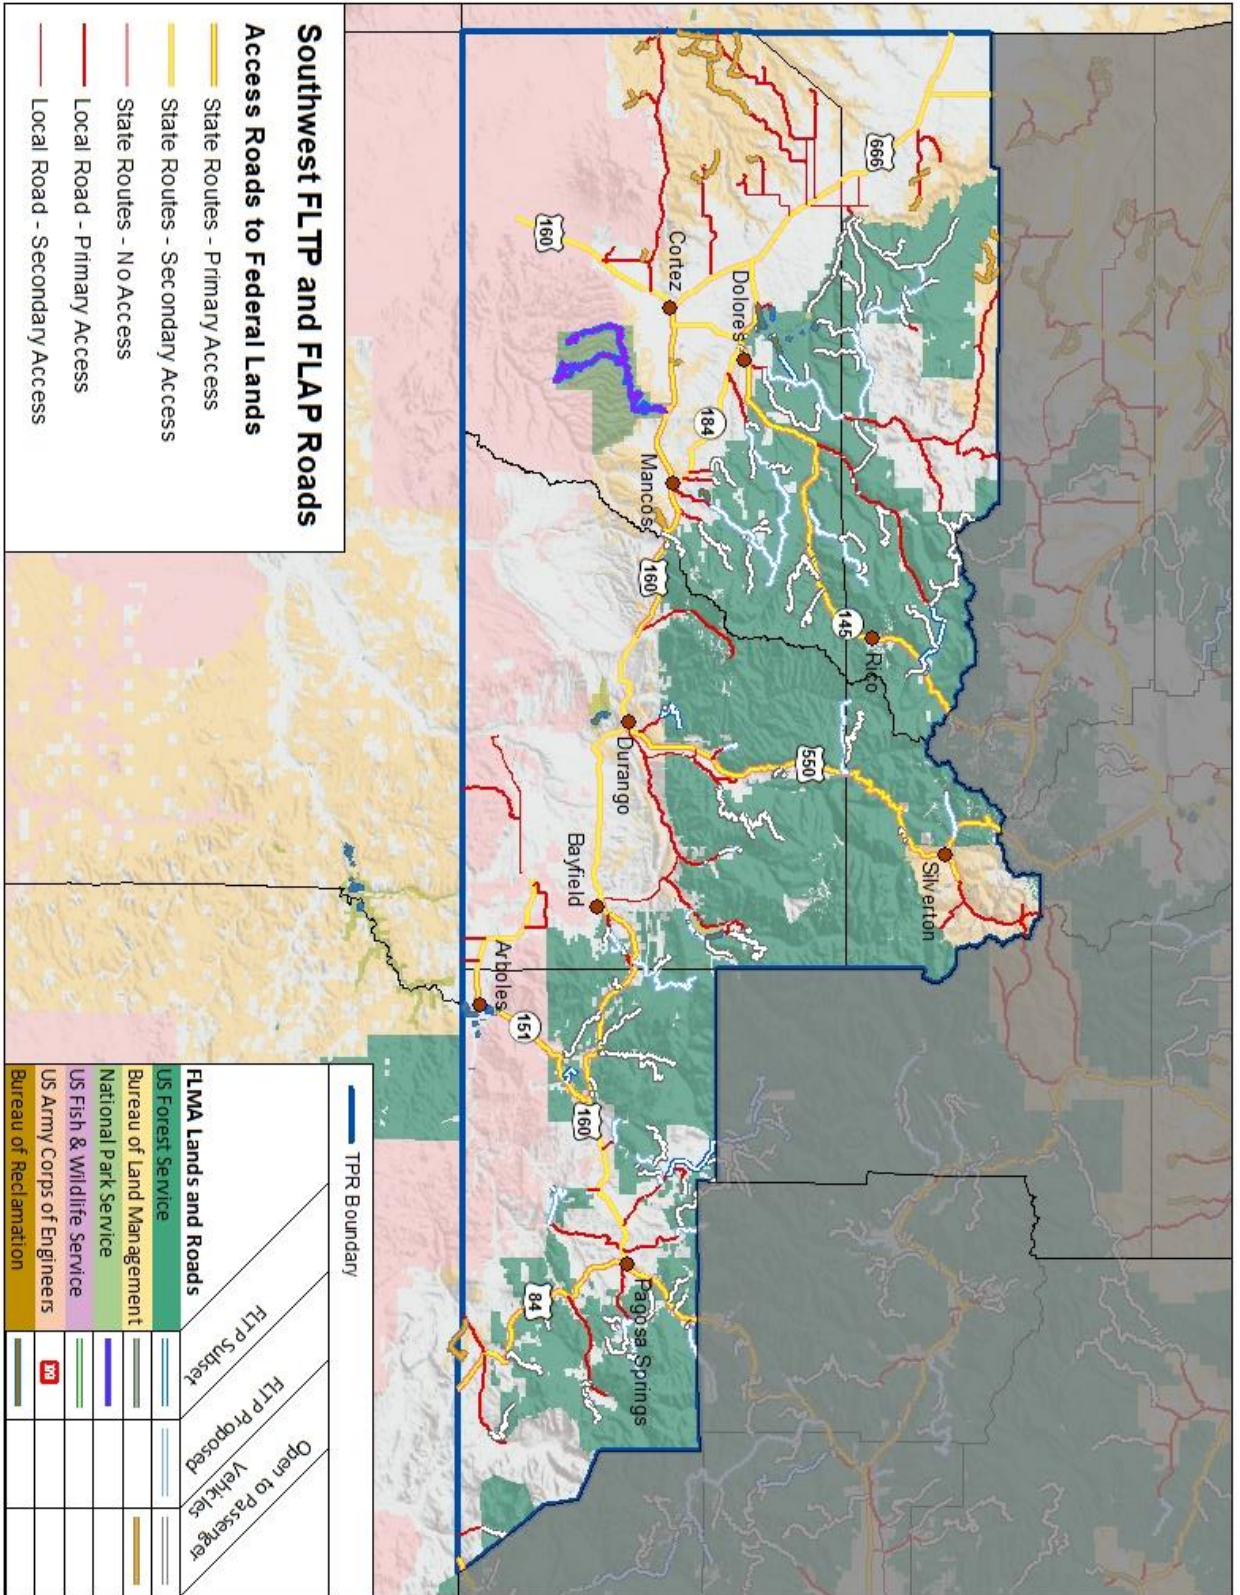 Southwest FLTP and FLAP Roads
Access Roads to Federal Lands
State Routes - Primary Access
State Routes - Secondary Access
State Routes - No Access
Local Road - Primary Access
Local Road - Secondary Access
666
160
Cortez
Dolores
184
Mancos
160
145
Rico
550
Durango
Silverton
Bayfield
Arboles
151
160
84
Pagosa Springs
TPR Boundary
FLMA Lands and Roads
FLTP Subset
FLTP Proposed
Open to Passenger
Vehicles
US Forest Service
Bureau of Land Management
National Park Service
US Fish & Wildlife Service
US Army Corps of Engineers
Bureau of Reclamation